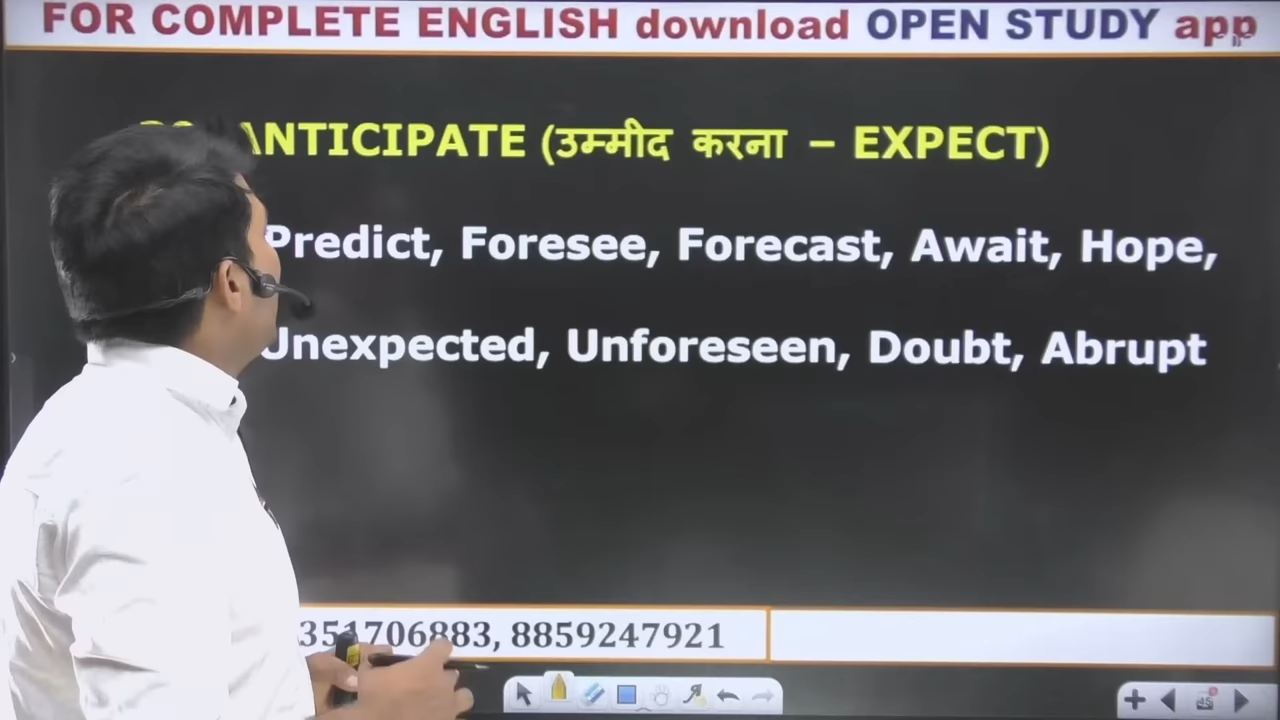 FOR COMPLETE ENGLISH download OPEN STUDY app
ANTICIPATE (उम्मीद करना – EXPECT)
Predict, Foresee, Forecast, Await, Hope,
Unexpected, Unforeseen, Doubt, Abrupt
351706883, 8859247921
45